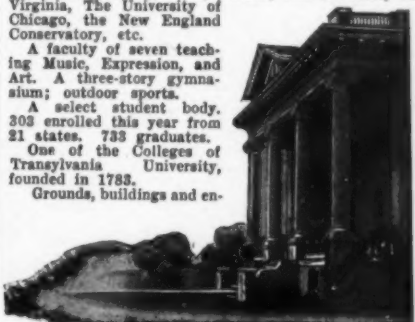 Virginia, The University of
Chicago, the New England
Conservatory, etc.
A faculty of seven teach-
ing Music, Expression, and
Art. A three-story gymna-
sium; outdoor sports.
A select student body.
303 enrolled this year from
21 states. 733 graduates.
One of the Colleges of
Transylvania University,
founded in 1783.
Grounds, buildings and en-